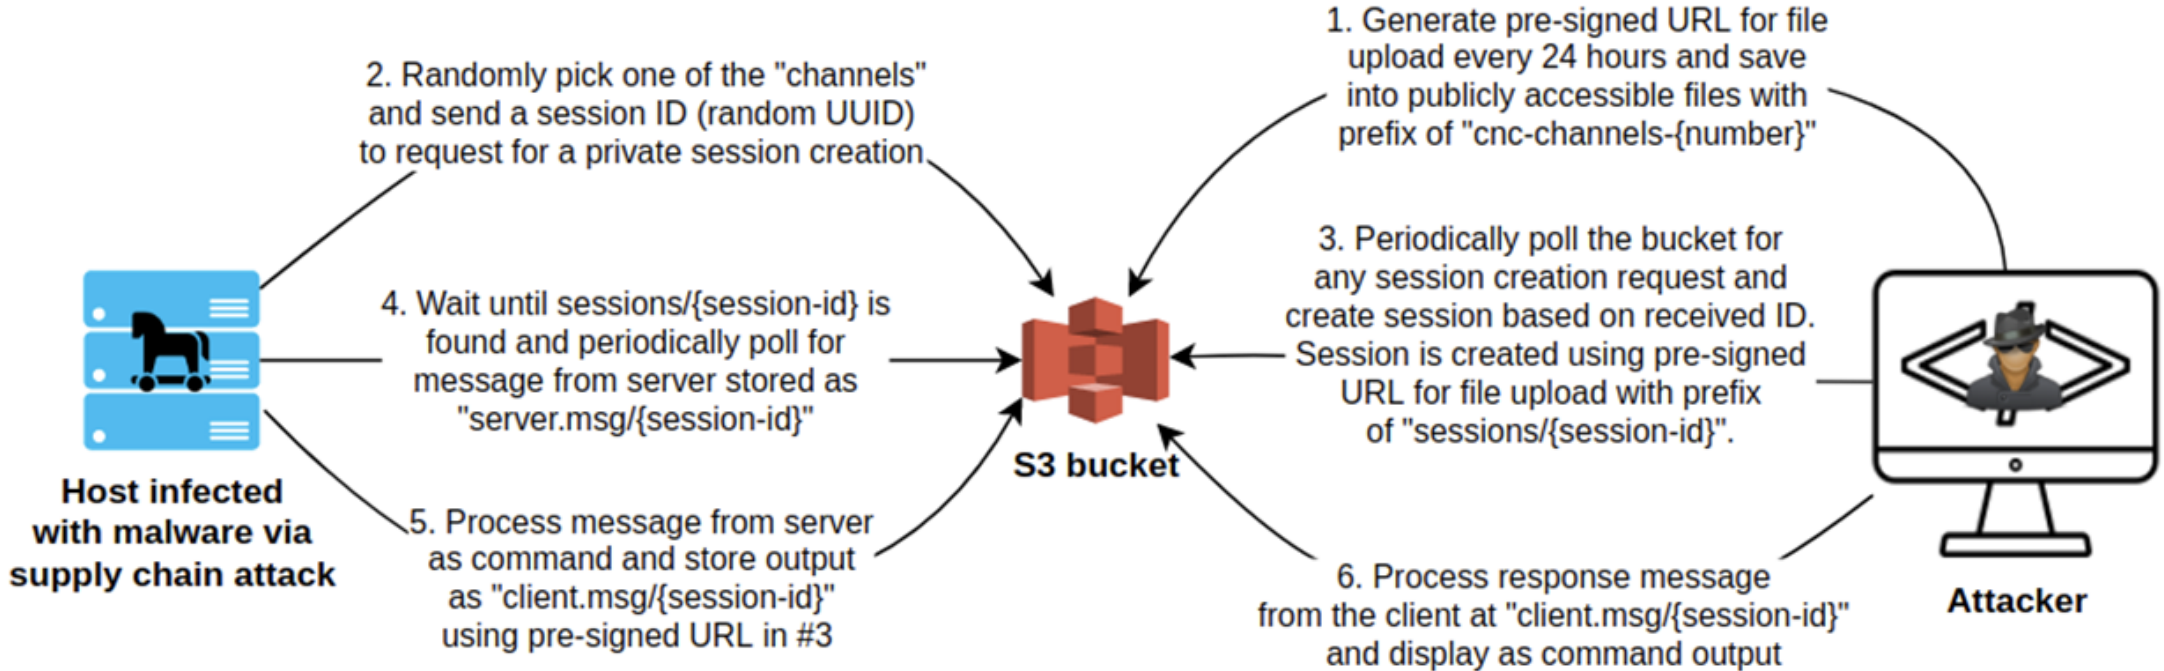 1. Generate pre-signed URL for file
upload every 24 hours and save
into publicly accessible files with
prefix of "cnc-channels-{number}"
2. Randomly pick one of the "channels"
and send a session ID (random UUID)
to request for a private session creation
3. Periodically poll the bucket for
any session creation request and
create session based on received ID.
Session is created using pre-signed
URL for file upload with prefix
of "sessions/{session-id}".
4. Wait until sessions/{session-id} is
found and periodically poll for
message from server stored as
"server.msg/{session-id}"
S3 bucket
Host infected
with malware via
supply chain attack
5. Process message from server
as command and store output
as "client.msg/{session-id}"
using pre-signed URL in #3
6. Process response message
from the client at "client.msg/{session-id}"
and display as command output
Attacker